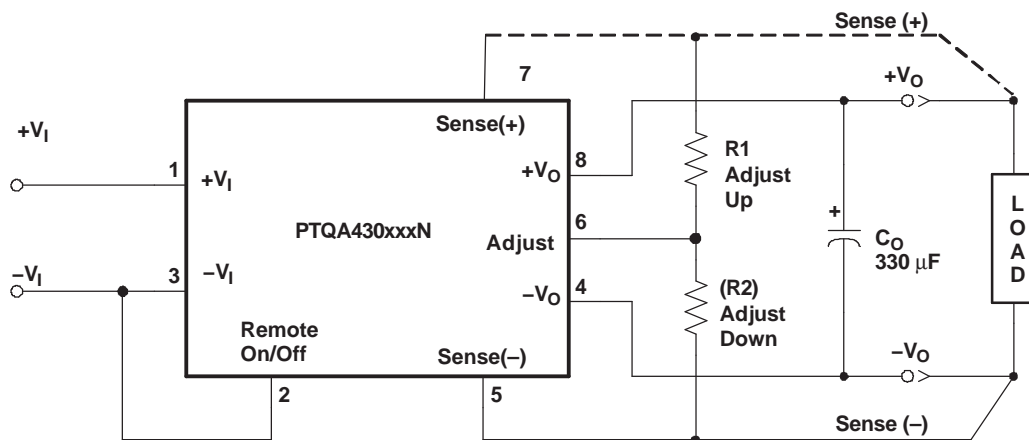 Sense (+)
7
+VO
+VI
Sense(+)
R1
Adjust
Up
8
+VO
1
+VI
L
O
A
D
PTQA430xxxN
6
Adjust
+
CO
330 μF
3
–VI
–VI
4
–VO
(R2)
Adjust
Down
Remote
On/Off
Sense(–)
–VO
2
5
Sense (–)